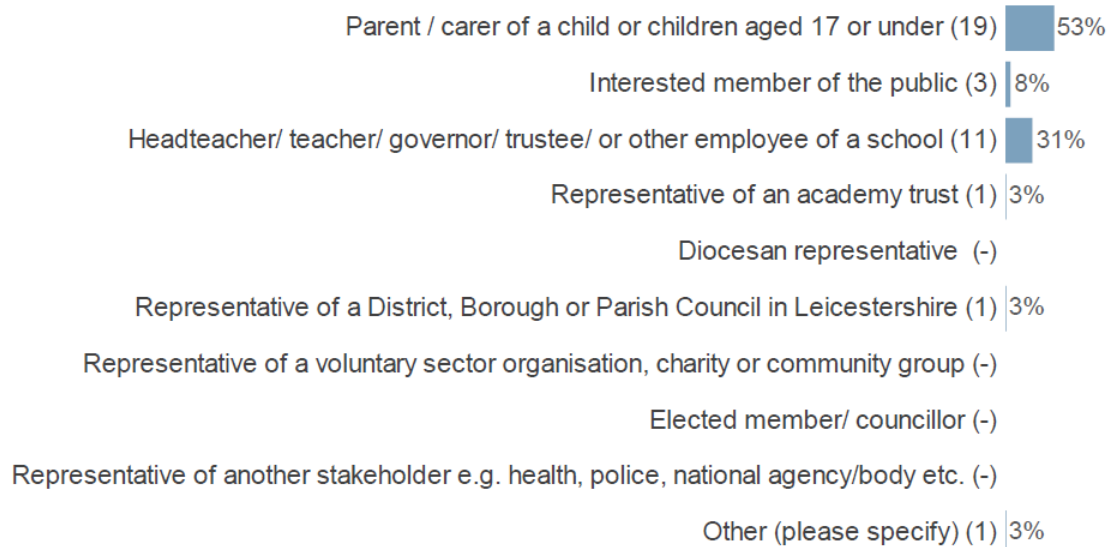 Parent / carer of a child or children aged 17 or under (19) 53%
Interested member of the public (3) 8%
Headteacher/ teacher/ governor/ trustee/ or other employee of a school (11) 31%
Representative of an academy trust (1) 3%
Diocesan representative  (-)
Representative of a District, Borough or Parish Council in Leicestershire (1) 3%
Representative of a voluntary sector organisation, charity or community group (-)
Elected member/ councillor (-)
Representative of another stakeholder e.g. health, police, national agency/body etc. (-)
Other (please specify) (1) 3%